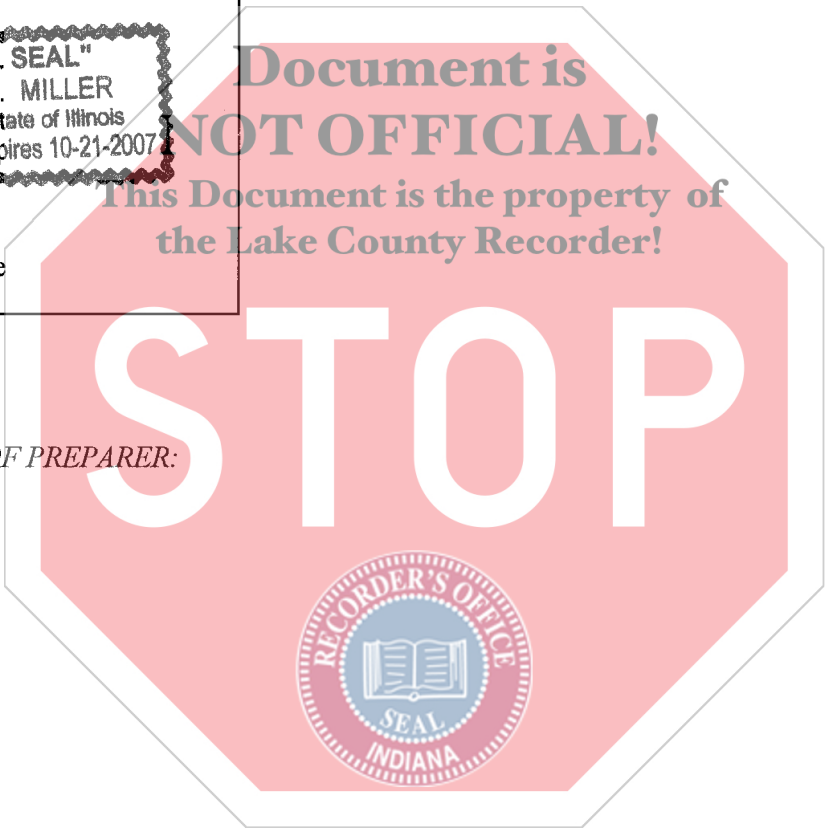 SEAL"
. MILLER
tate of Illinois
pires 10-21-2007
Document is
NOT OFFICIAL!
This Document is the property of
the Lake County Recorder!
e
STOP
OF PREPARER:
RECORDER'S OFFICE
SEAL
INDIANA